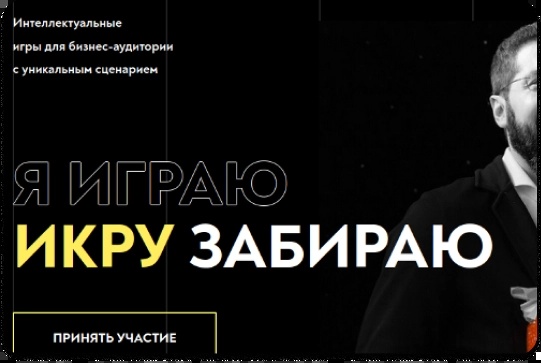 Интеллектуальные
игры для бизнес-аудитории
с уникальным сценарием
Я ИГРАЮ
ИКРУ ЗАБИРАЮ
ПРИНЯТЬ УЧАСТИЕ